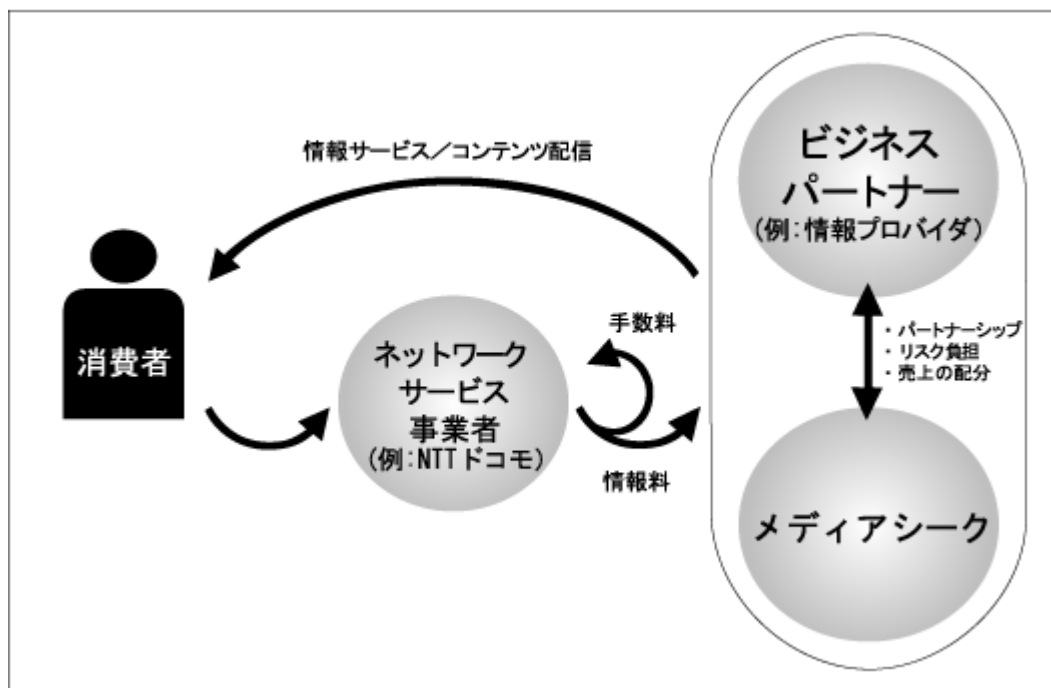 情報サービス／コンテンツ配信
ビジネス
パートナー
（例：情報プロバイダ）
消費者
ネットワーク
サービス
事業者
（例：NTTドコモ）
手数料
情報料
・パートナーシップ
・リスク負担
・売上の配分
メディアシーク